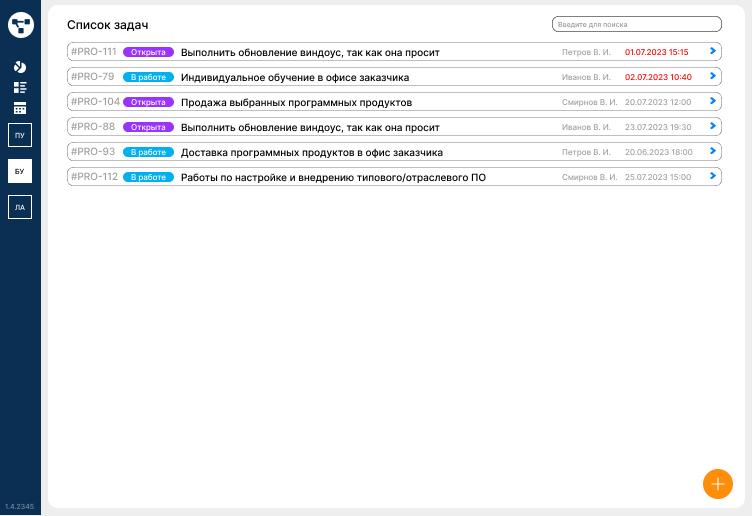 Список задач
Введите для поиска
#PRO-111 Открыта Выполнить обновление виндоус, так как она просит Петров В. И. 01.07.2023 15:15
#PRO-79 В работе Индивидуальное обучение в офисе заказчика Иванов В. И. 02.07.2023 10:40
#PRO-104 Открыта Продажа выбранных программных продуктов Смирнов В. И. 20.07.2023 12:00
#PRO-88 Открыта Выполнить обновление виндоус, так как она просит Иванов В. И. 23.07.2023 19:30
#PRO-93 В работе Доставка программных продуктов в офис заказчика Петров В. И. 20.06.2023 18:00
#PRO-112 В работе Работы по настройке и внедрению типового/отраслевого ПО Смирнов В. И. 25.07.2023 15:00
ПУ
БУ
ЛА
1.4.2345